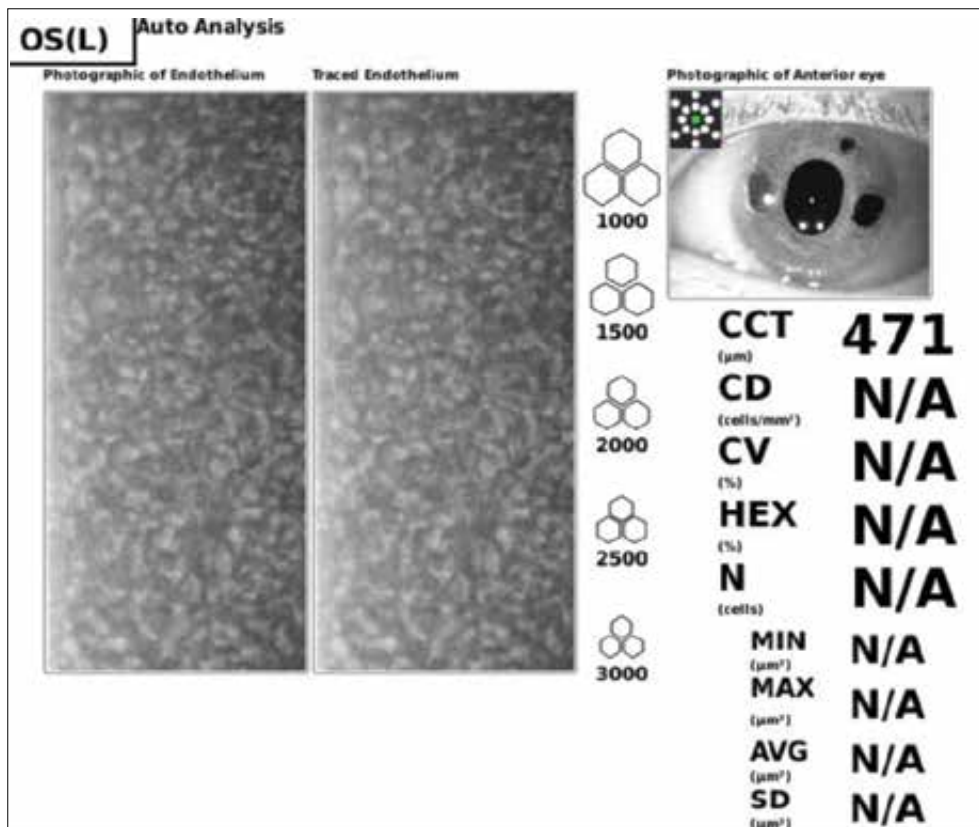 OS(L)
Auto Analysis
Photographic of Endothelium
Traced Endothelium
Photographic of Anterior eye
1000
1500
2000
2500
3000
CCT 471
(µm)
CD N/A
(cells/mm²)
CV N/A
(%)
HEX N/A
(%)
N N/A
(cells)
MIN N/A
(µm²)
MAX N/A
(µm²)
AVG N/A
(µm²)
SD N/A
(µm²)